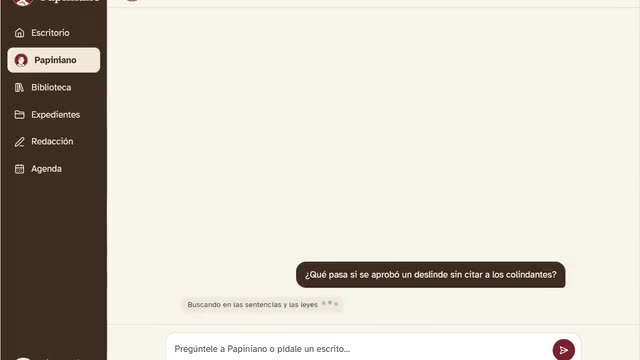 Papiniano
Escritorio
Papiniano
Biblioteca
Expedientes
Redacción
Agenda
¿Qué pasa si se aprobó un deslinde sin citar a los colindantes?
Buscando en las sentencias y las leyes
Pregúntele a Papiniano o pídale un escrito...